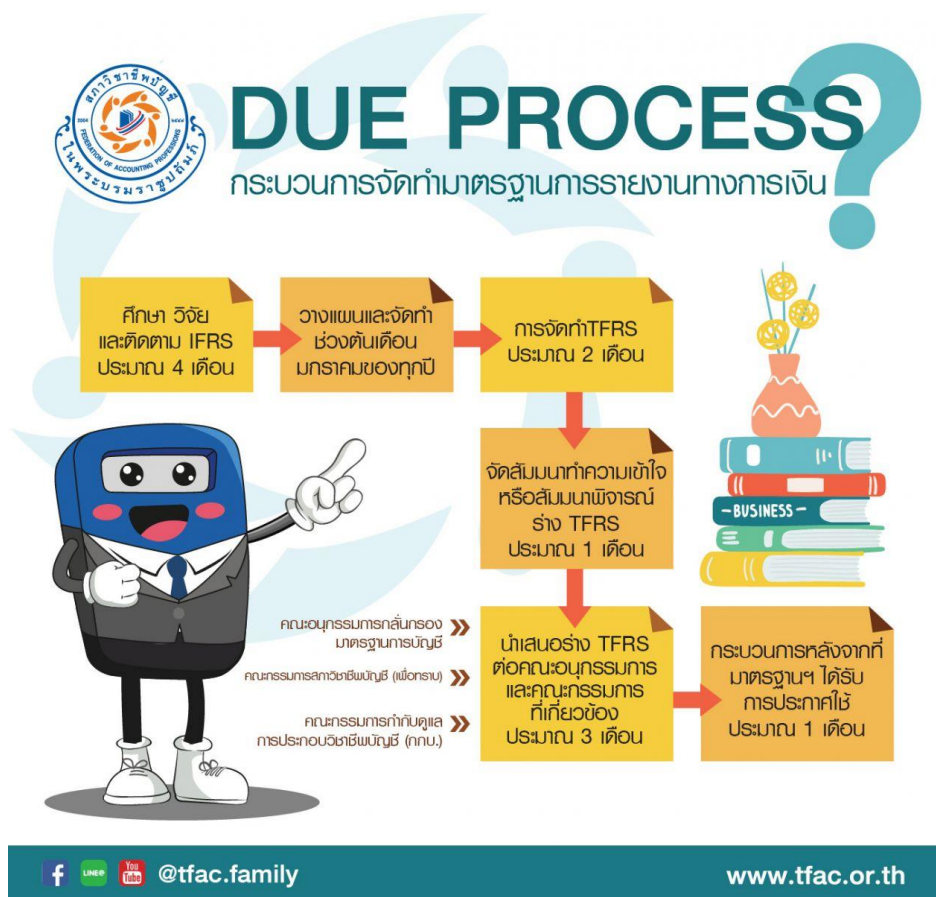 สภาวิชาชีพบัญชี
2004 ๒๕๔๗
FEDERATION OF ACCOUNTING PROFESSIONS
ในพระบรมราชูปถัมภ์
DUE PROCESS?
กระบวนการจัดทำมาตรฐานการรายงานทางการเงิน
ศึกษา วิจัย
และติดตาม IFRS
ประมาณ 4 เดือน
วางแผนและจัดทำ
ช่วงต้นเดือน
มกราคมของทุกปี
การจัดทำTFRS
ประมาณ 2 เดือน
จัดสัมมนาทำความเข้าใจ
หรือสัมมนาพิจารณ์
ร่าง TFRS
ประมาณ 1 เดือน
- BUSINESS -
คณะอนุกรรมการกลั่นกรอง
มาตรฐานการบัญชี
คณะกรรมการสภาวิชาชีพบัญชี (เพื่อทราบ)
คณะกรรมการกำกับดูแล
การประกอบวิชาชีพบัญชี (กกบ.)
นำเสนอร่าง TFRS
ต่อคณะอนุกรรมการ
และคณะกรรมการ
ที่เกี่ยวข้อง
ประมาณ 3 เดือน
กระบวนการหลังจากที่
มาตรฐานฯ ได้รับ
การประกาศใช้
ประมาณ 1 เดือน
f LINE@ You Tube @tfac.family
www.tfac.or.th